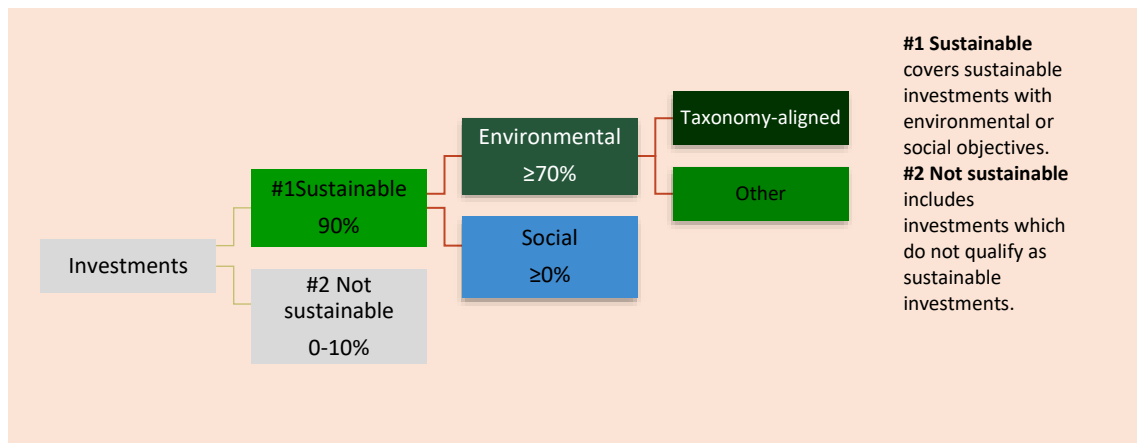 Investments
#1Sustainable
90%
#2 Not
sustainable
0-10%
Environmental
≥70%
Social
≥0%
Taxonomy-aligned
Other
#1 Sustainable
covers sustainable
investments with
environmental or
social objectives.
#2 Not sustainable
includes
investments which
do not qualify as
sustainable
investments.